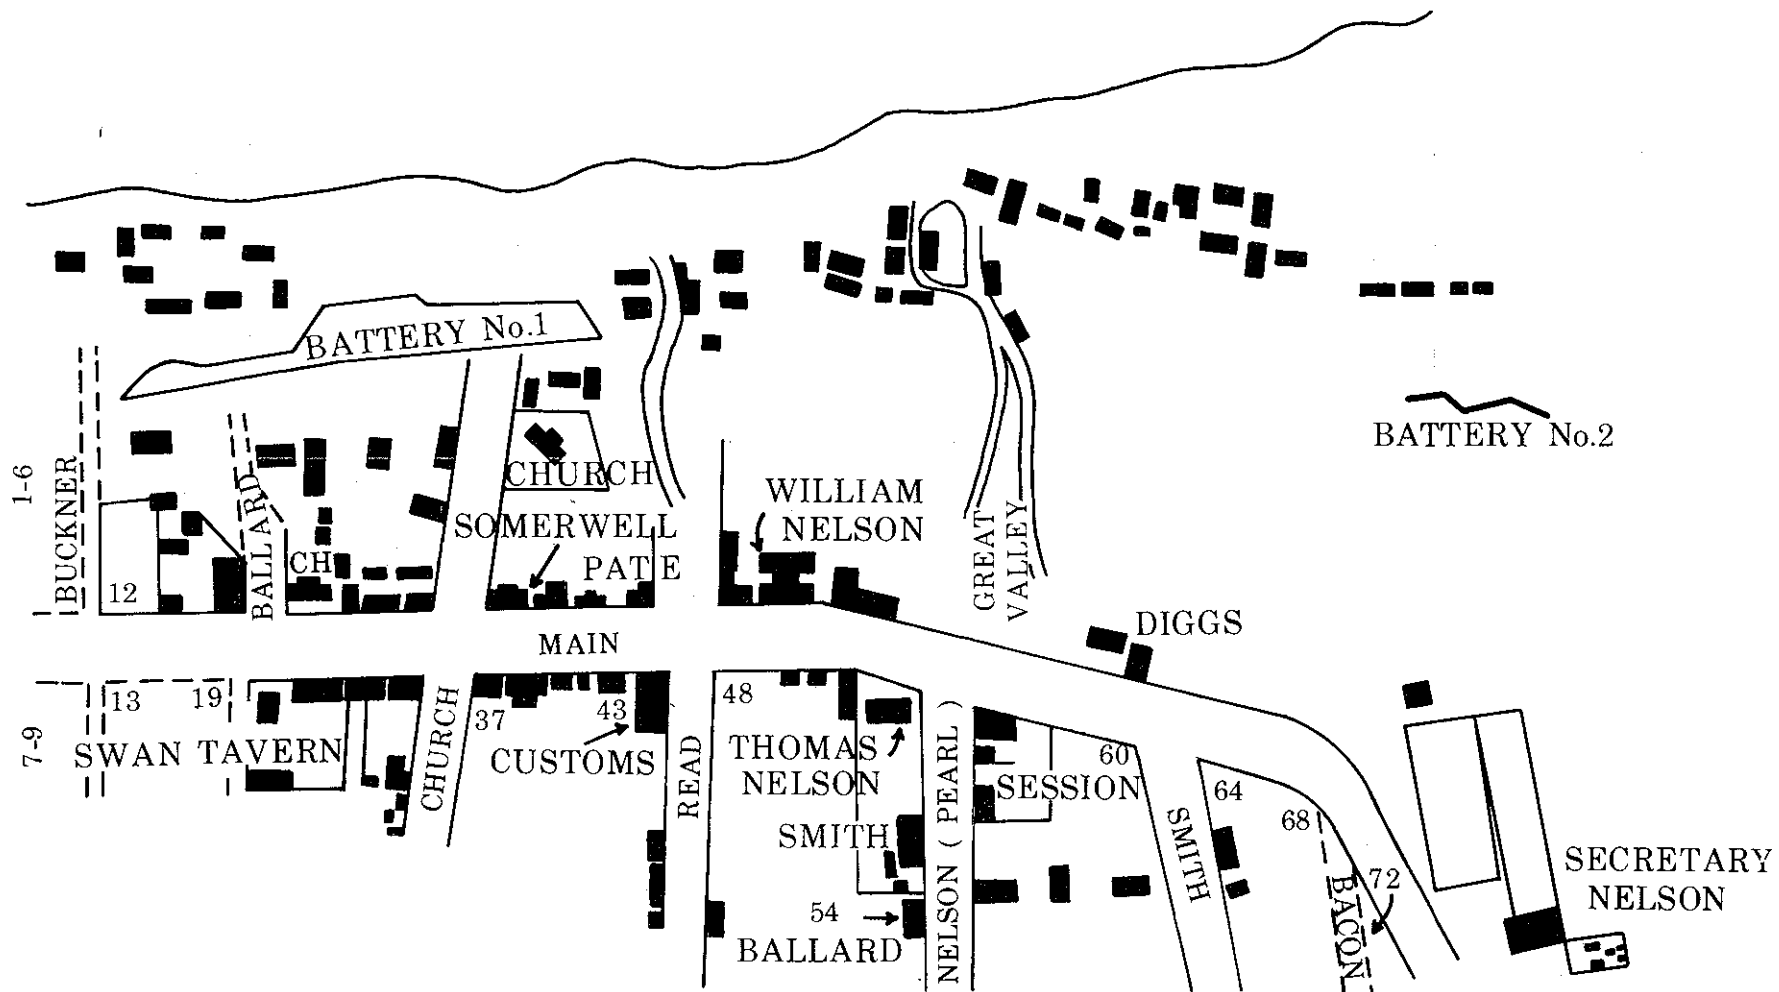 BATTERY No.1
BATTERY No.2
1-6
BUCKNER
BALLARD
CHURCH
WILLIAM
NELSON
SOMERWELL
PATE
GREAT
VALLEY
CH
12
MAIN
DIGGS
7-9
13
19
SWAN TAVERN
CHURCH
37
43
CUSTOMS
READ
48
THOMAS
NELSON
SMITH
54
BALLARD
NELSON ( PEARL )
SESSION
60
SMITH
64
68
BACON
72
SECRETARY
NELSON